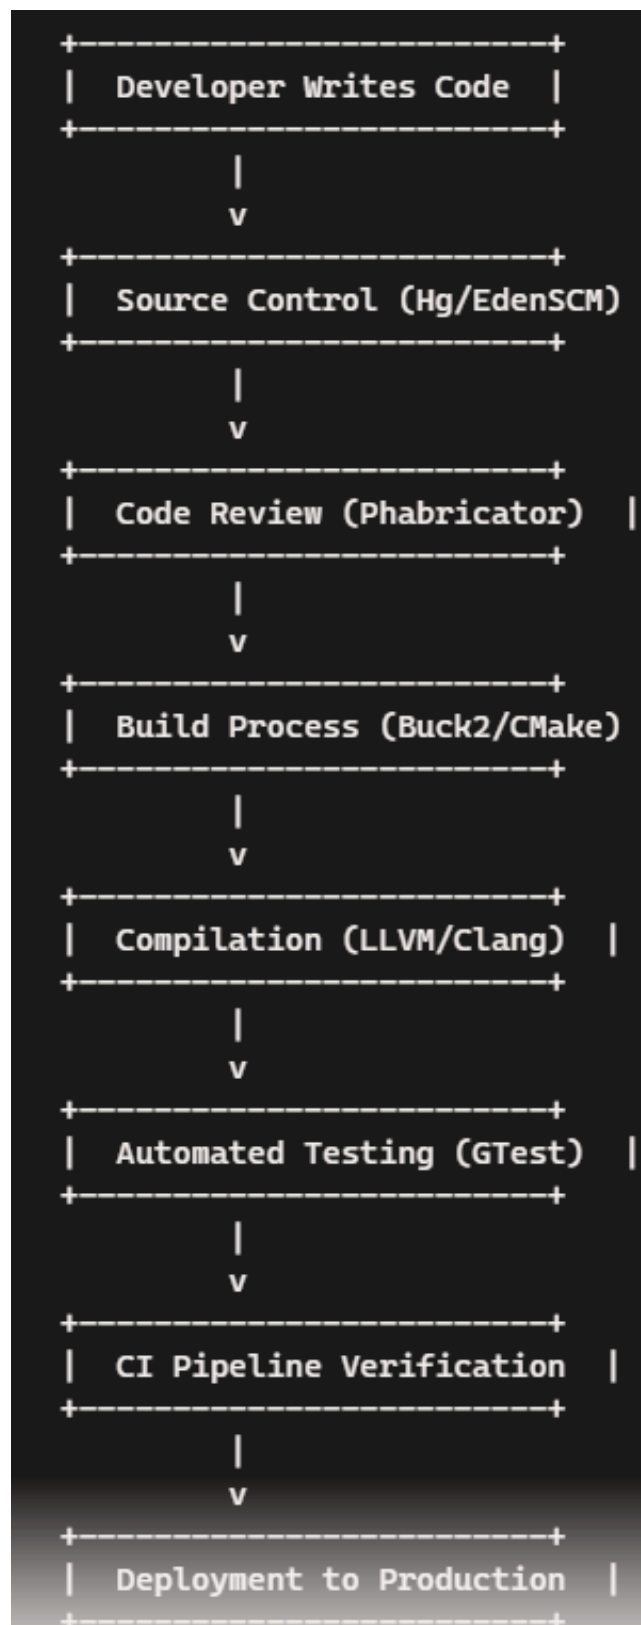 +-------------------------+
|  Developer Writes Code  |
+-------------------------+
         |
         v
+-------------------------+
|  Source Control (Hg/EdenSCM)
+-------------------------+
         |
         v
+-------------------------+
|  Code Review (Phabricator)  |
+-------------------------+
         |
         v
+-------------------------+
|  Build Process (Buck2/CMake)
+-------------------------+
         |
         v
+-------------------------+
|  Compilation (LLVM/Clang)  |
+-------------------------+
         |
         v
+-------------------------+
|  Automated Testing (GTest)  |
+-------------------------+
         |
         v
+-------------------------+
|  CI Pipeline Verification  |
+-------------------------+
         |
         v
+-------------------------+
|  Deployment to Production  |
+-------------------------+